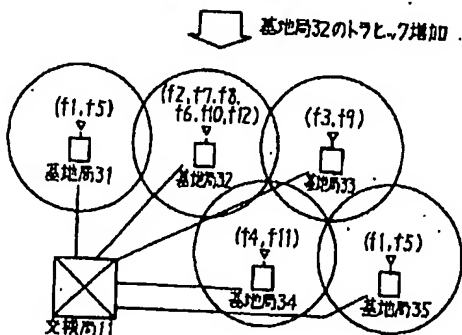 基地局32のトラヒック増加
(f2,f7,f8,
f6,f10,f12)
(f1,f5)
(f3,f9)
基地局31
基地局32
基地局33
(f4,f11)
(f1,f5)
基地局34
基地局35
交換局11